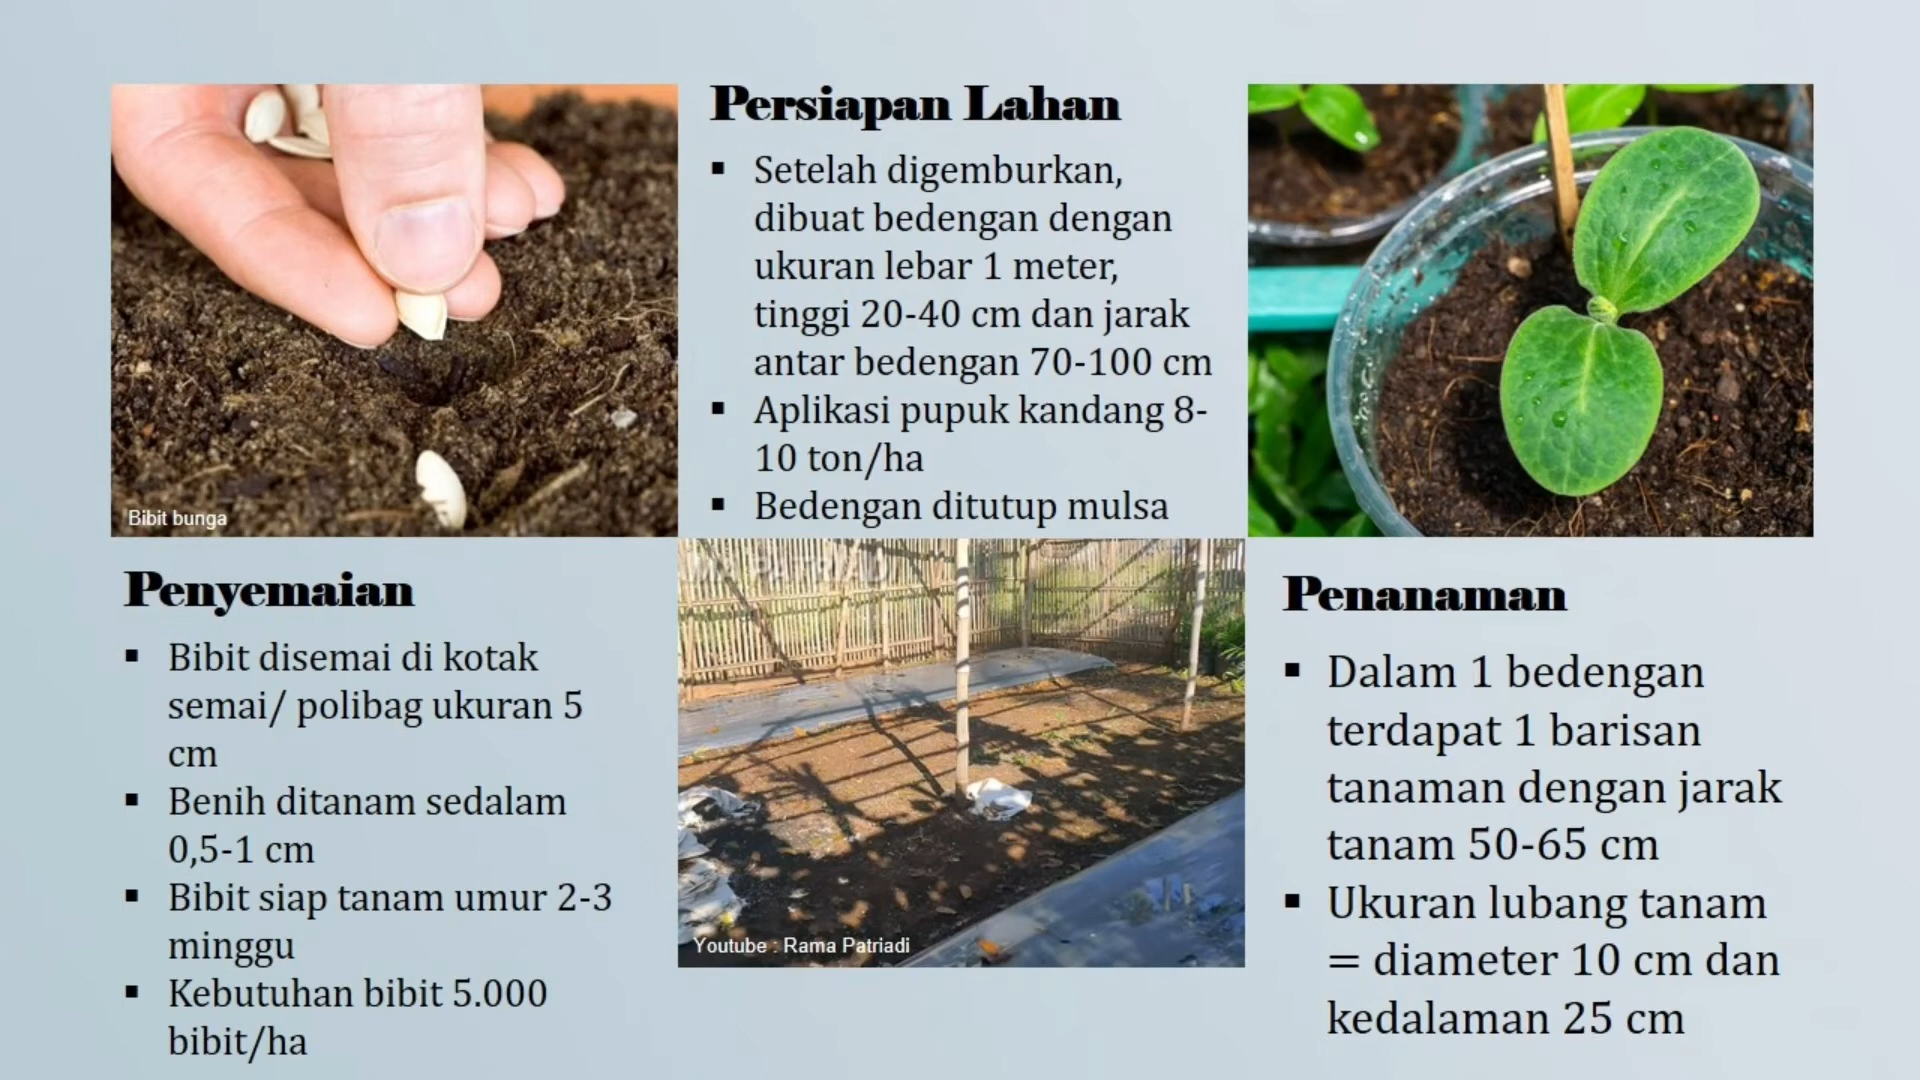 Persiapan Lahan
▪ Setelah digemburkan,
dibuat bedengan dengan
ukuran lebar 1 meter,
tinggi 20-40 cm dan jarak
antar bedengan 70-100 cm
▪ Aplikasi pupuk kandang 8-
10 ton/ha
▪ Bedengan ditutup mulsa
Bibit bunga
Penyemaian
▪ Bibit disemai di kotak
semai/ polibag ukuran 5
cm
▪ Benih ditanam sedalam
0,5-1 cm
▪ Bibit siap tanam umur 2-3
minggu
▪ Kebutuhan bibit 5.000
bibit/ha
Youtube : Rama Patriadi
Penanaman
▪ Dalam 1 bedengan
terdapat 1 barisan
tanaman dengan jarak
tanam 50-65 cm
▪ Ukuran lubang tanam
= diameter 10 cm dan
kedalaman 25 cm